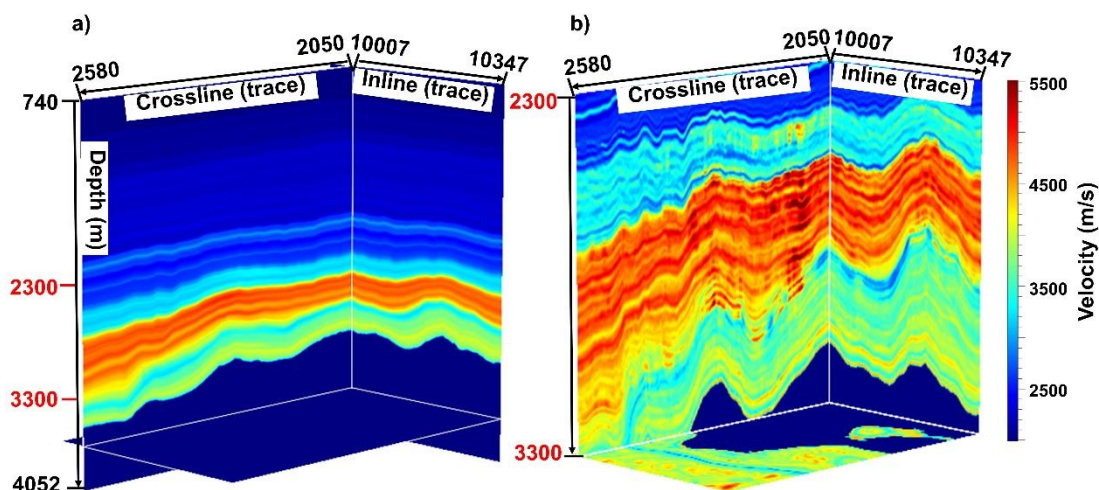 a)
2580
2050
10007
10347
Crossline (trace)
Inline (trace)
740
Depth (m)
2300
3300
4052
b)
2580
2050
10007
10347
Crossline (trace)
Inline (trace)
2300
3300
5500
4500
3500
2500
Velocity (m/s)